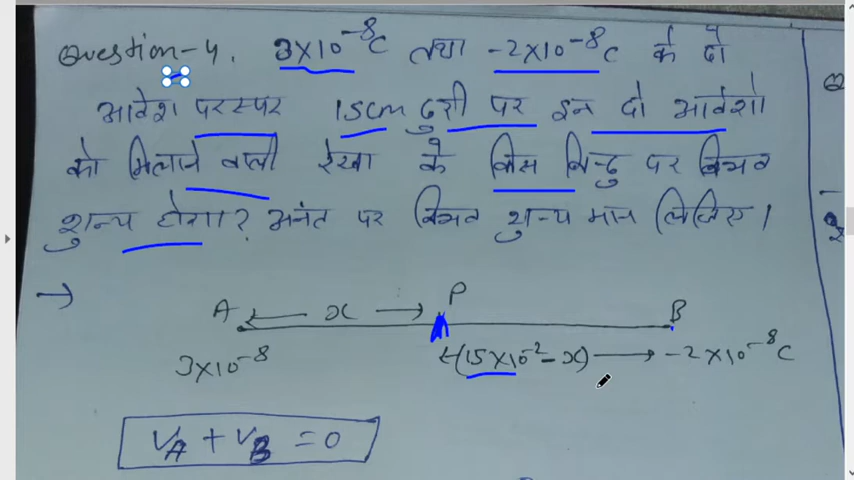 Question-4. 3×10⁻⁸C तथा -2×10⁻⁸C के दो
आवेश परस्पर 15cm दुरी पर इन दो आवेशो
को मिलाने वाली रेखा के किस बिन्दु पर विभव
शुन्य होगा? अनंत पर विभव शुन्य मान लिजिए।
→
A ← x → P B
3×10⁻⁸ ←(15×10⁻²-x)→ -2×10⁻⁸C
V_A + V_B = 0